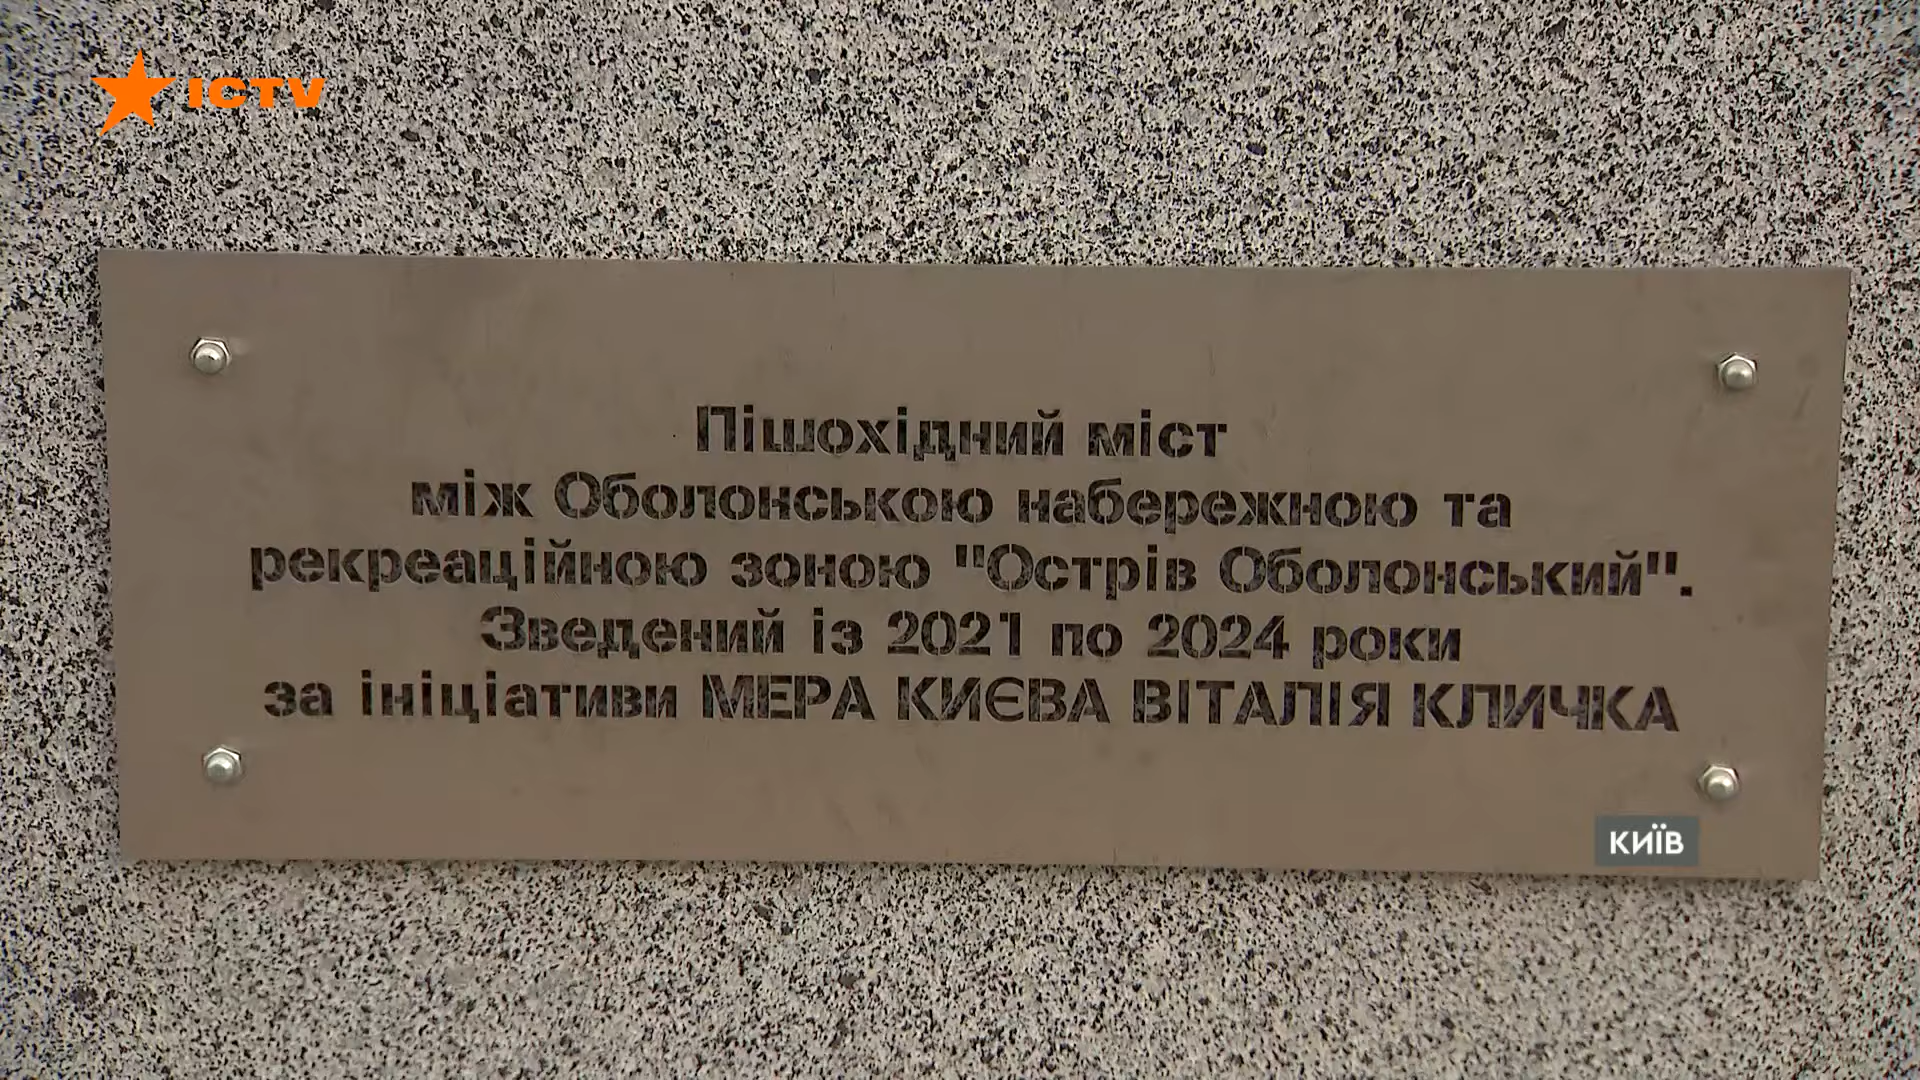 ICTV
Пішохідний міст
між Оболонською набережною та
рекреаційною зоною "Острів Оболонський".
Зведений із 2021 по 2024 роки
за ініціативи МЕРА КИЄВА ВІТАЛІЯ КЛИЧКА
КИЇВ